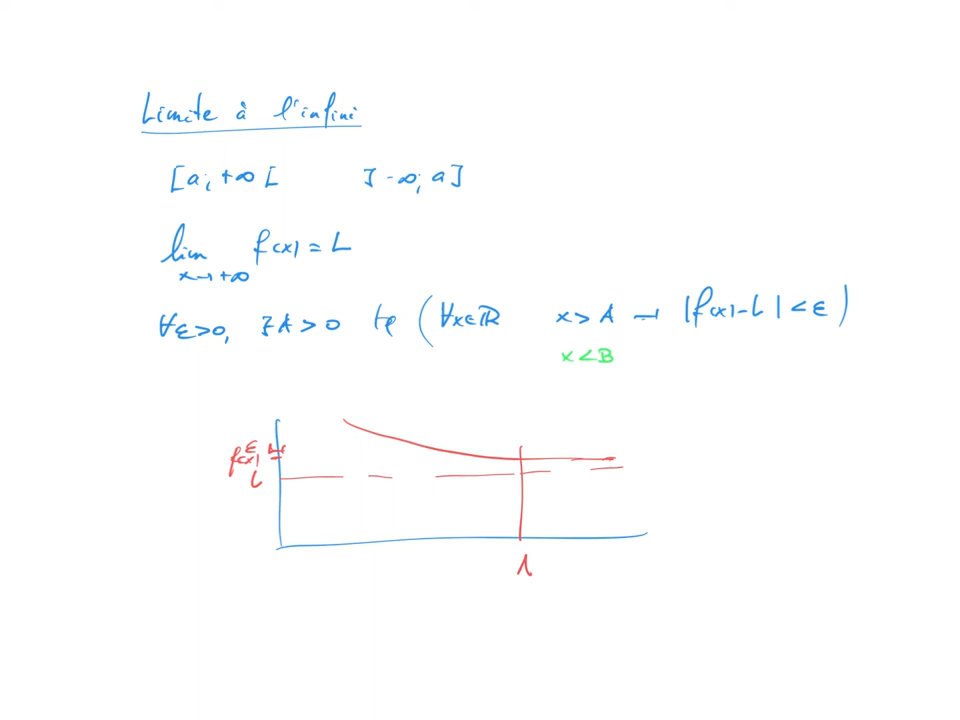 Limite à l'infini
[a; +∞[ ]-∞; a]
lim f(x) = L
x→+∞
∀ε>0, ∃A>0 tq (∀x∈ℝ x>A → |f(x)-L|<ε)
x<B
ε
f(x)
L
A